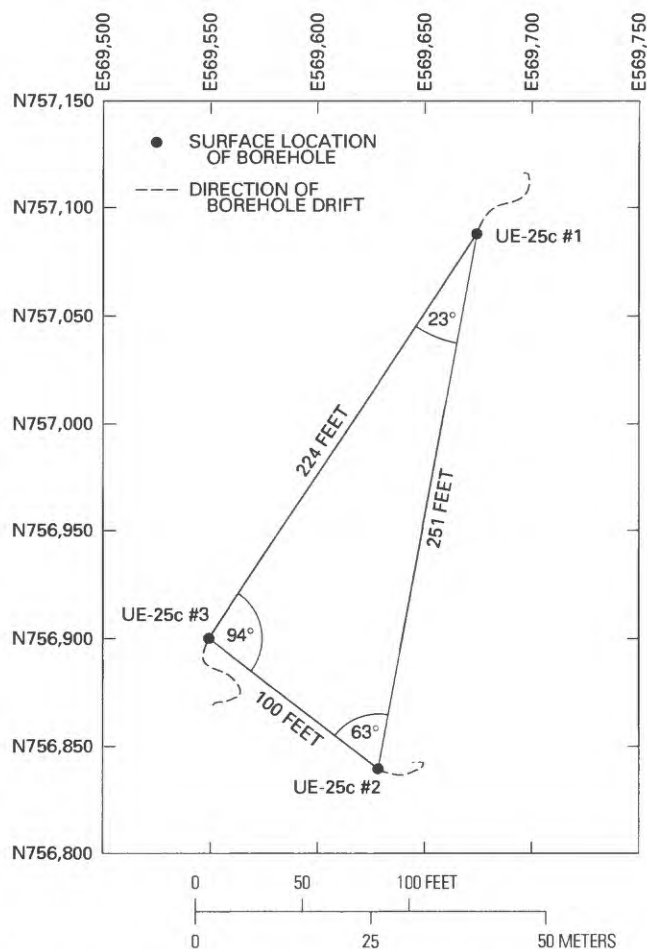 E569,500
E569,550
E569,600
E569,650
E569,700
E569,750
N757,150
N757,100
N757,050
N757,000
N756,950
N756,900
N756,850
N756,800
SURFACE LOCATION
OF BOREHOLE
DIRECTION OF
BOREHOLE DRIFT
UE-25c #1
23°
224 FEET
251 FEET
UE-25c #3
94°
100 FEET
63°
UE-25c #2
0 50 100 FEET
0 25 50 METERS